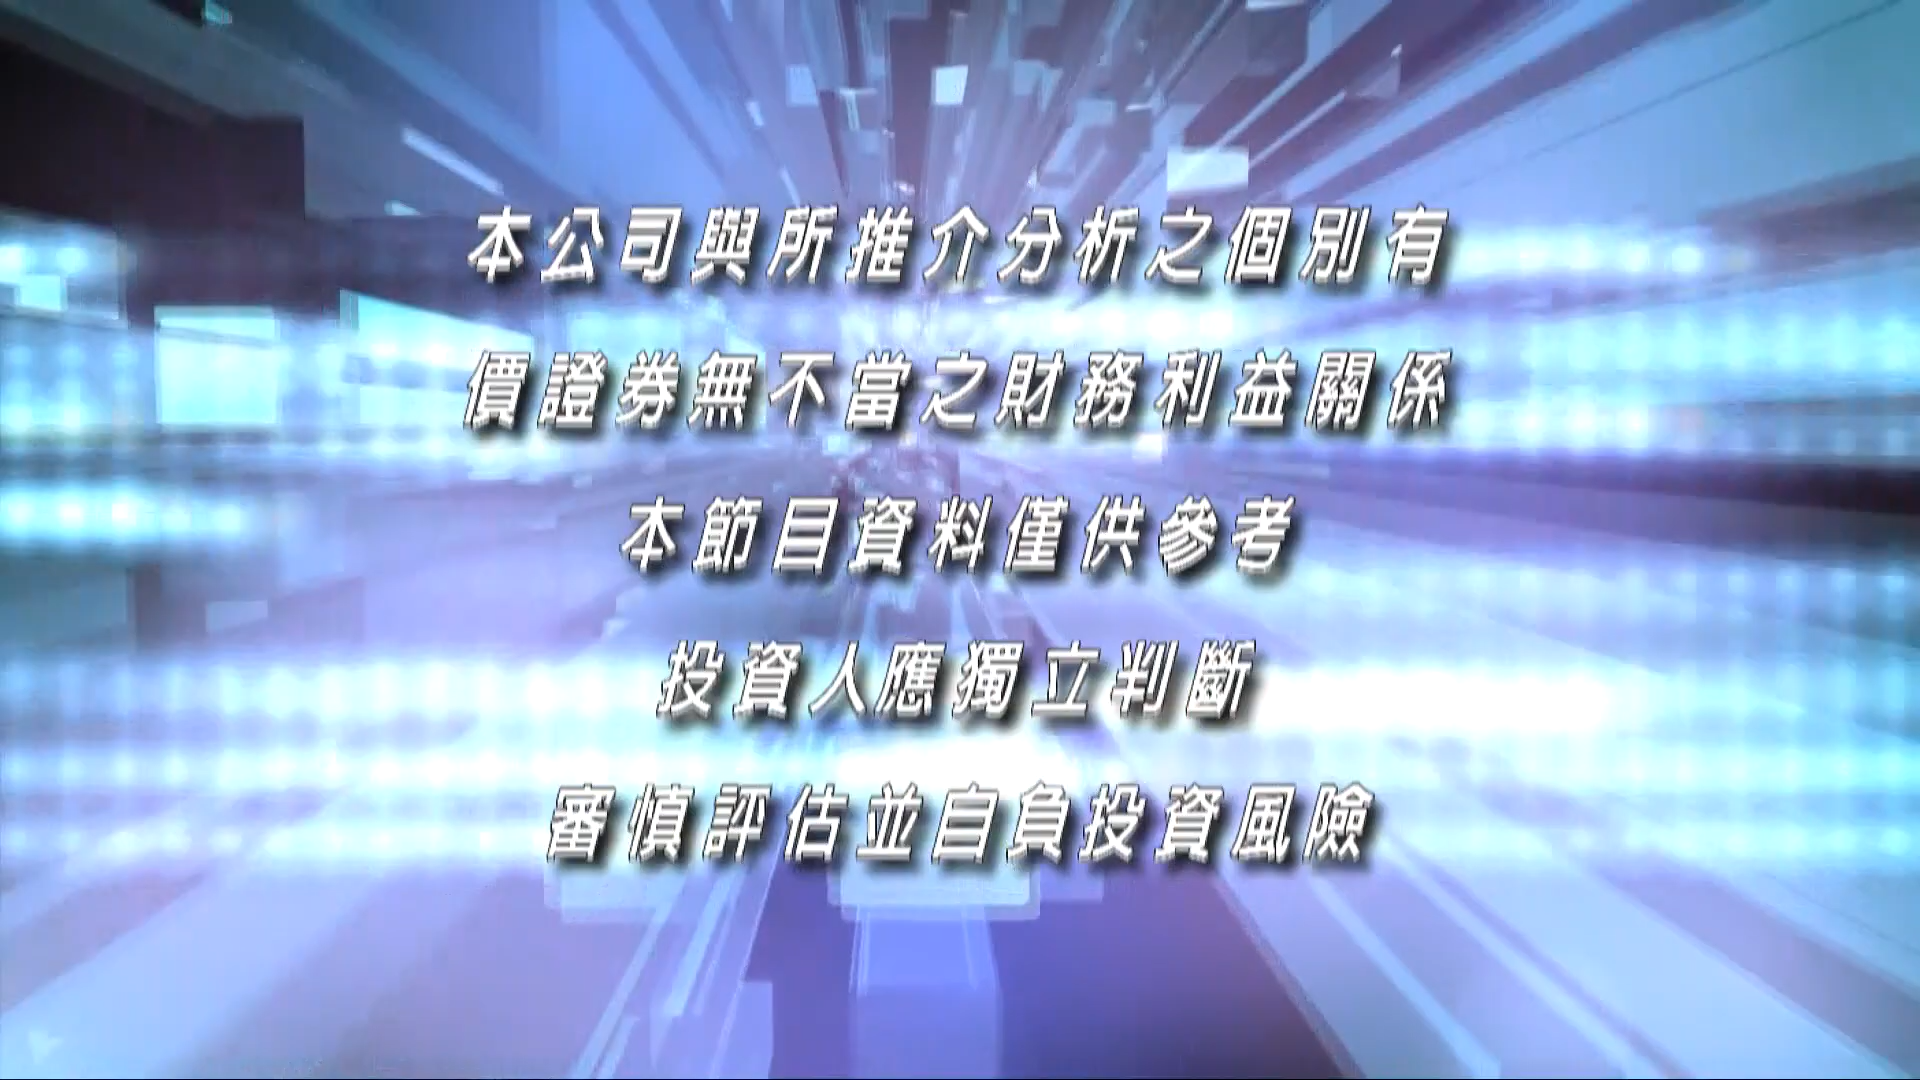 本公司與所推介分析之個別有
價證券無不當之財務利益關係
本節目資料僅供參考
投資人應獨立判斷
審慎評估並自負投資風險